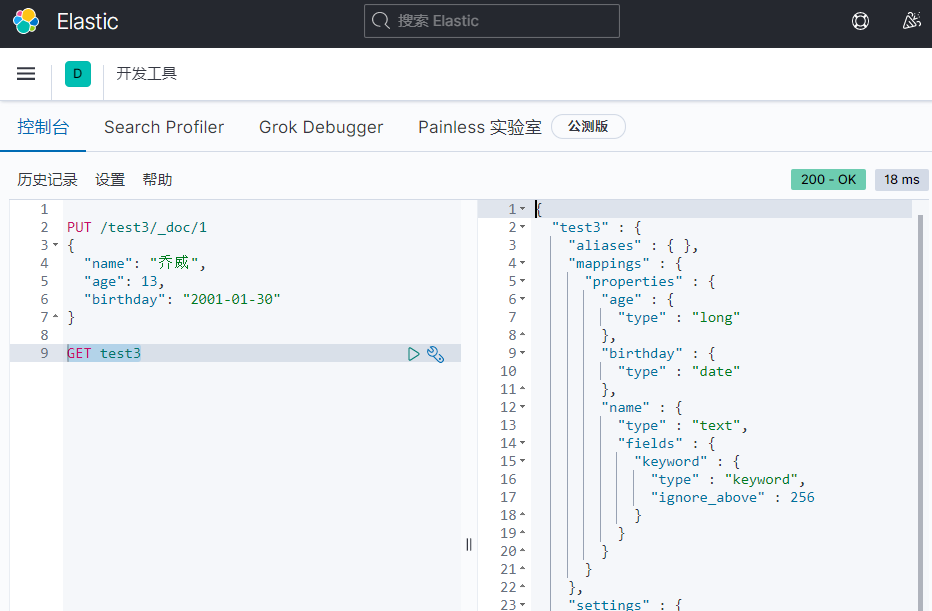 Elastic
搜索 Elastic
D 开发工具
控制台 Search Profiler Grok Debugger Painless 实验室 公测版
历史记录 设置 帮助 200 - OK 18 ms
1
2 PUT /test3/_doc/1
3 {
4 "name": "乔威",
5 "age": 13,
6 "birthday": "2001-01-30"
7 }
8
9 GET test3
1 {
2 "test3" : {
3 "aliases" : { },
4 "mappings" : {
5 "properties" : {
6 "age" : {
7 "type" : "long"
8 },
9 "birthday" : {
10 "type" : "date"
11 },
12 "name" : {
13 "type" : "text",
14 "fields" : {
15 "keyword" : {
16 "type" : "keyword",
17 "ignore_above" : 256
18 }
19 }
20 }
21 }
22 },
23 "settings" : {